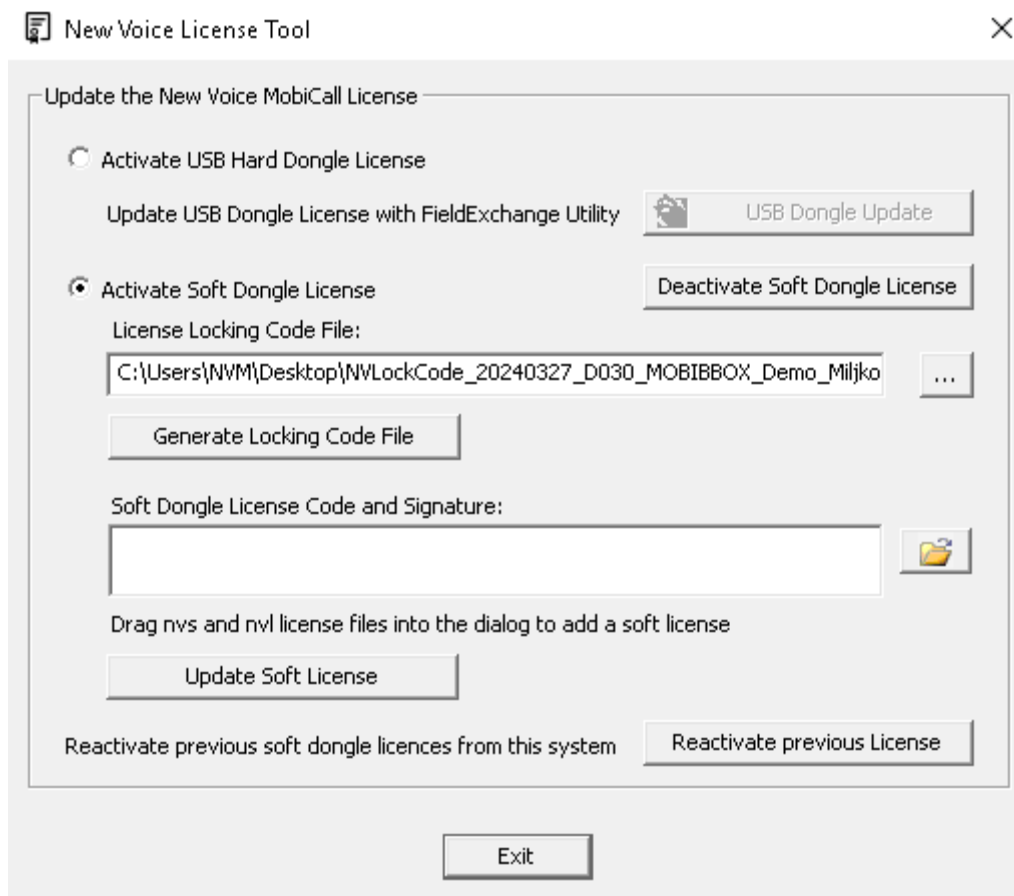 New Voice License Tool
Update the New Voice MobiCall License
Activate USB Hard Dongle License
Update USB Dongle License with FieldExchange Utility
USB Dongle Update
Activate Soft Dongle License
Deactivate Soft Dongle License
License Locking Code File:
C:\Users\NVM\Desktop\NVLockCode_20240327_D030_MOBIBBOX_Demo_Miljko
...
Generate Locking Code File
Soft Dongle License Code and Signature:
Drag nvs and nvl license files into the dialog to add a soft license
Update Soft License
Reactivate previous soft dongle licences from this system
Reactivate previous License
Exit